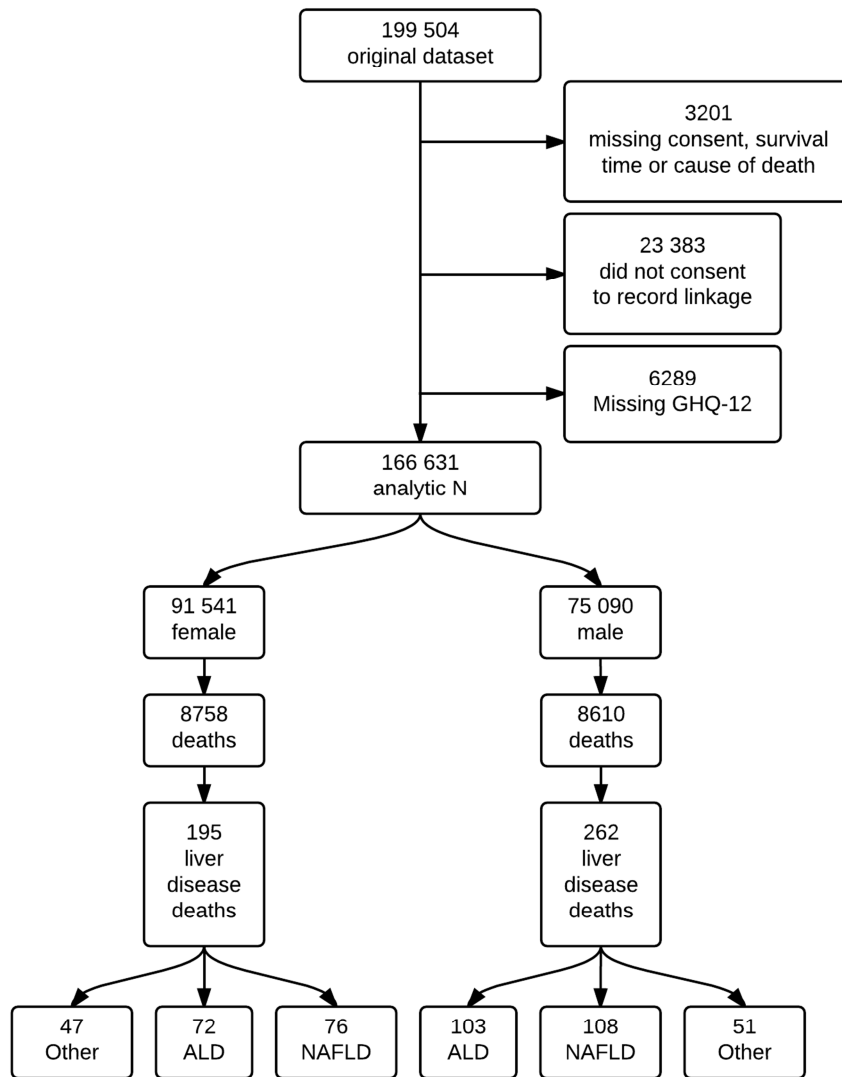 199 504
original dataset
3201
missing consent, survival
time or cause of death
23 383
did not consent
to record linkage
6289
Missing GHQ-12
166 631
analytic N
91 541
female
75 090
male
8758
deaths
8610
deaths
195
liver
disease
deaths
262
liver
disease
deaths
47
Other
72
ALD
76
NAFLD
103
ALD
108
NAFLD
51
Other